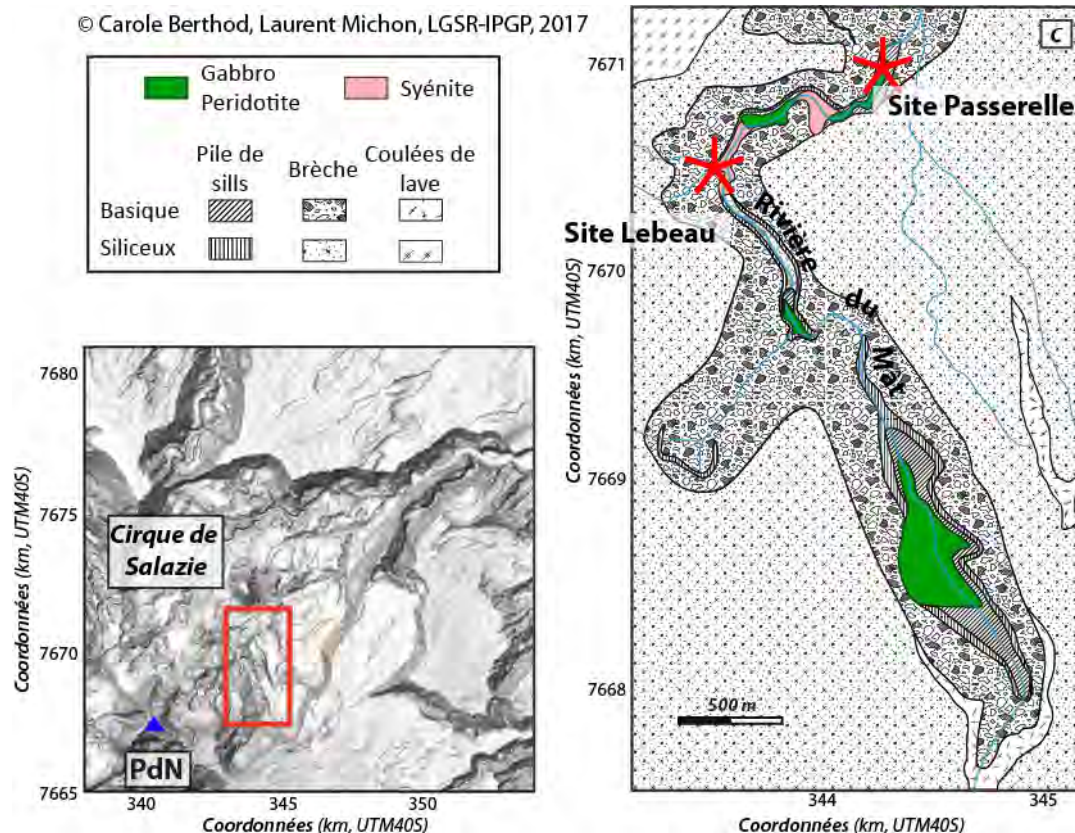 © Carole Berthod, Laurent Michon, LGSR-IPGP, 2017
Gabbro
Peridotite
Syénite
Pile de
sills
Brèche
Coulées de
lave
Basique
Siliceux
7680
7675
7670
7665
Coordonnées (km, UTM40S)
Cirque de
Salazie
PdN
340
345
350
Coordonnées (km, UTM40S)
C
7671
7670
7669
7668
Coordonnées (km, UTM40S)
Site Passerelle
Site Lebeau
Rivière
du
Mat
500 m
344
345
Coordonnées (km, UTM40S)